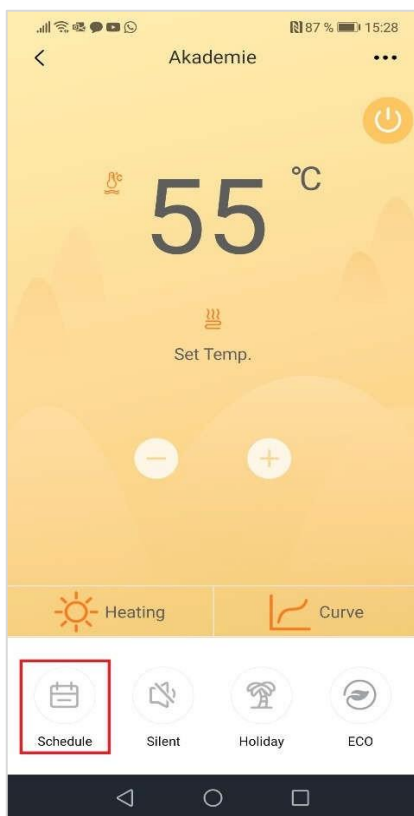 87 % 15:28
Akademie
55 °C
Set Temp.
Heating Curve
Schedule Silent Holiday ECO